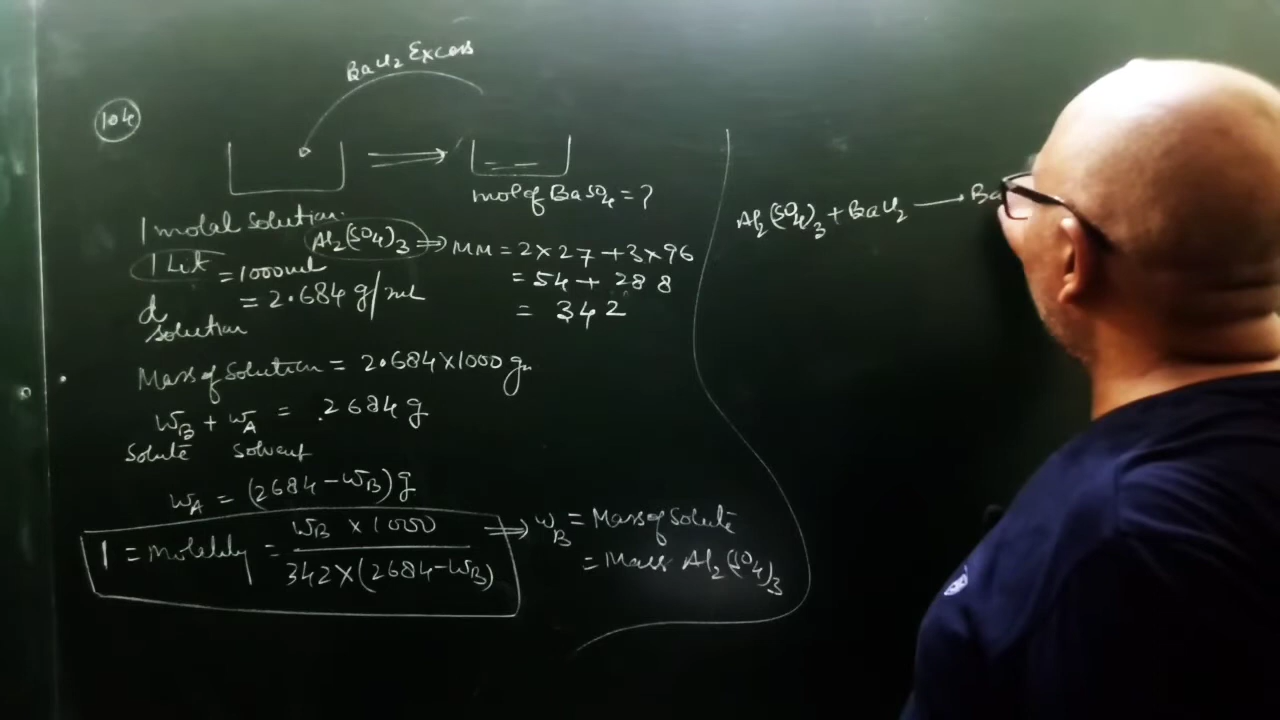 BaCl2 Excess
104
mol of BaSO4 = ?
1 molal solution
Al2(SO4)3 ⇒ MM = 2×27 + 3×96
= 54 + 288
= 342
1 Lit = 1000 ml
d solution = 2.684 g/ml
Mass of Solution = 2.684×1000 g
wB + wA = 2684 g
Solute Solvent
wA = (2684 - wB) g
1 = Molality = wB × 1000 / 342×(2684-wB)
⇒ wB = Mass of Solute
= Mass Al2(SO4)3
Al2(SO4)3 + BaCl2 → Ba